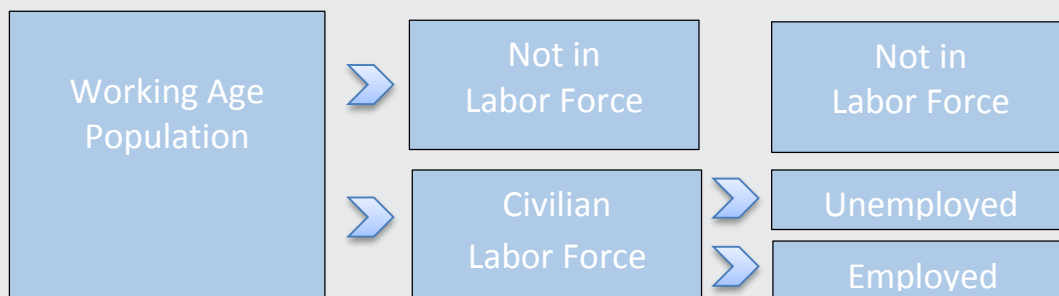 Working Age
Population
Not in
Labor Force
Not in
Labor Force
Civilian
Labor Force
Unemployed
Employed